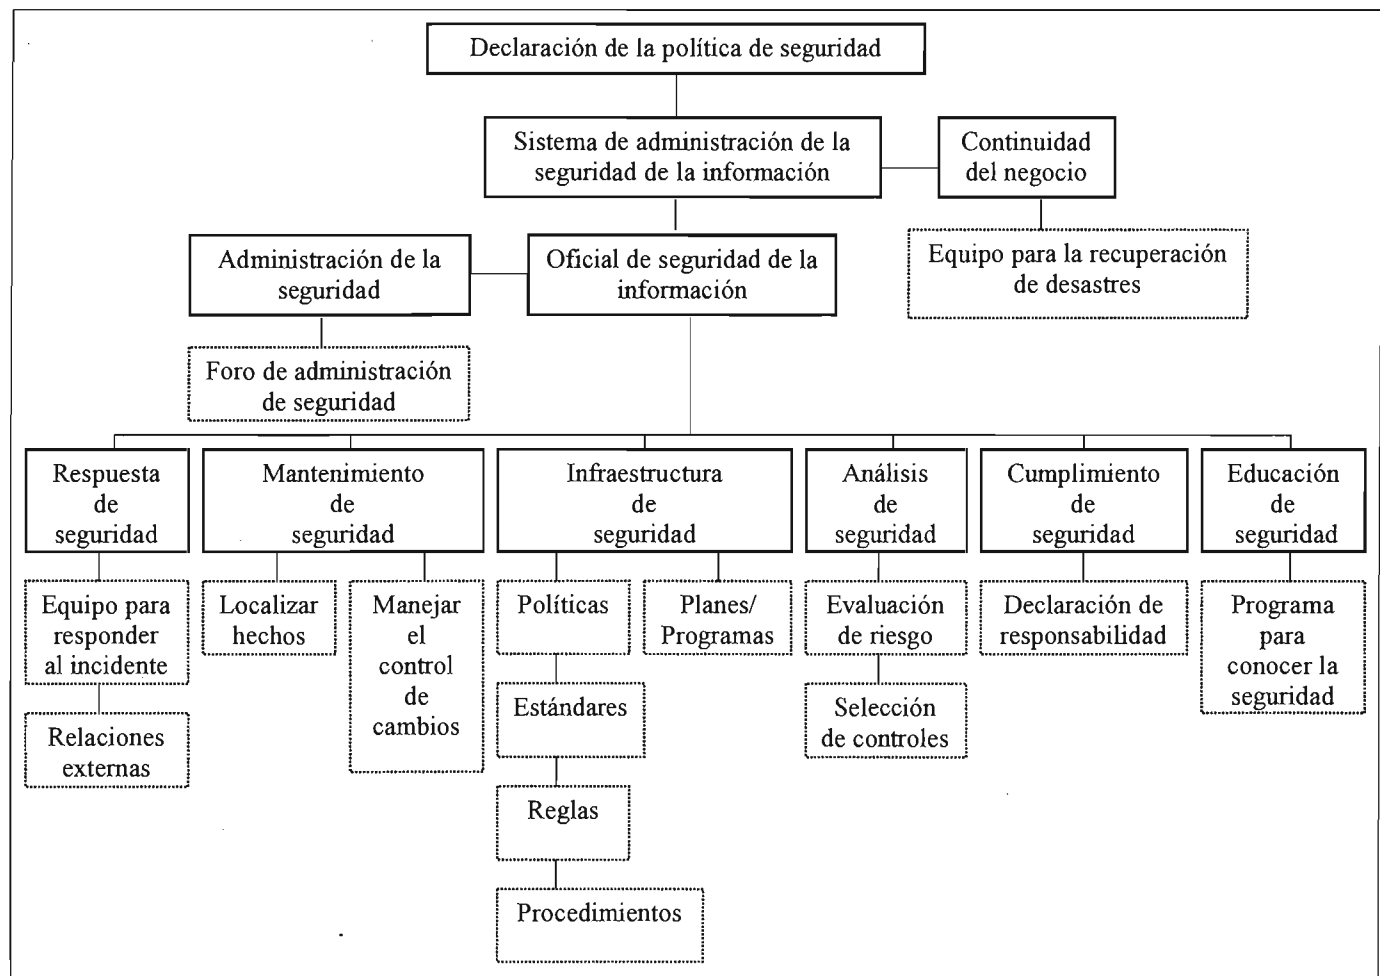 Declaración de la política de seguridad
Sistema de administración de la
seguridad de la información
Continuidad
del negocio
Administración de la
seguridad
Oficial de seguridad de la
información
Equipo para la recuperación
de desastres
Foro de administración
de seguridad
Respuesta
de
seguridad
Mantenimiento
de
seguridad
Infraestructura
de
seguridad
Análisis
de
seguridad
Cumplimiento
de
seguridad
Educación
de
seguridad
Equipo para
responder
al incidente
Relaciones
externas
Localizar
hechos
Manejar
el
control
de
cambios
Políticas
Estándares
Reglas
Procedimientos
Planes/
Programas
Evaluación
de riesgo
Selección
de controles
Declaración de
responsabilidad
Programa
para
conocer la
seguridad